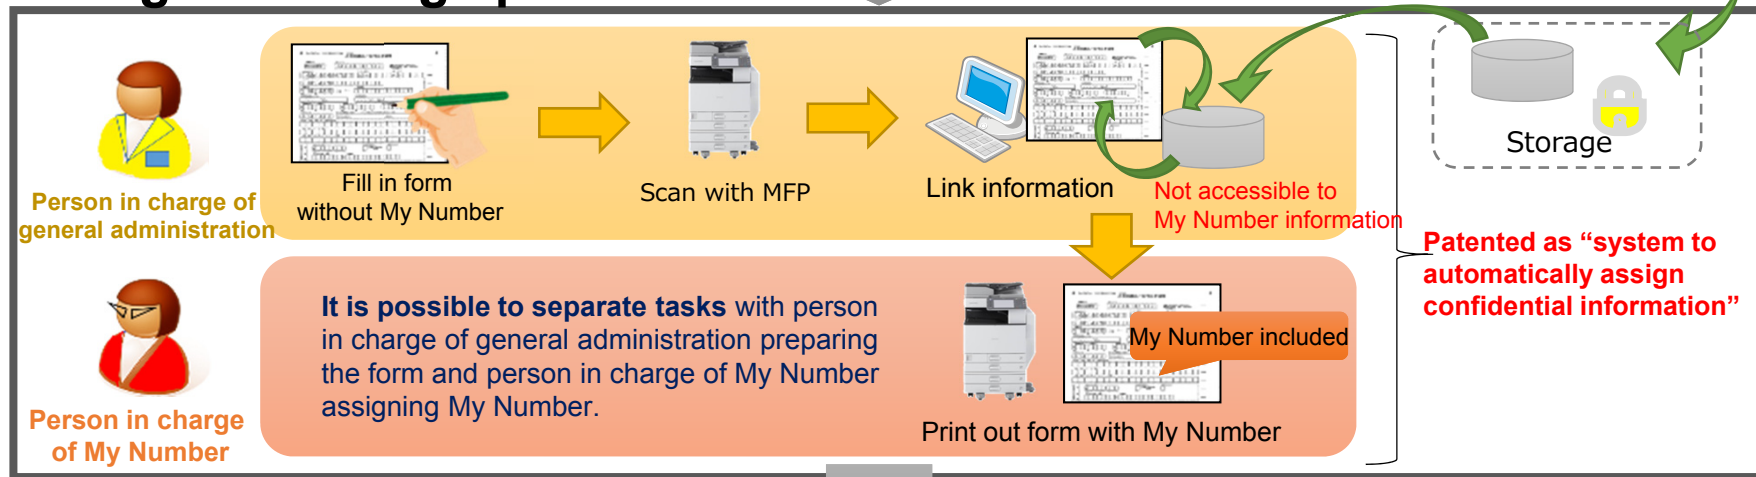 Fill in form
without My Number
Scan with MFP
Link information
Not accessible to
My Number information
Storage
Person in charge of
general administration
Patented as “system to
automatically assign
confidential information”
It is possible to separate tasks with person
in charge of general administration preparing
the form and person in charge of My Number
assigning My Number.
My Number included
Print out form with My Number
Person in charge
of My Number